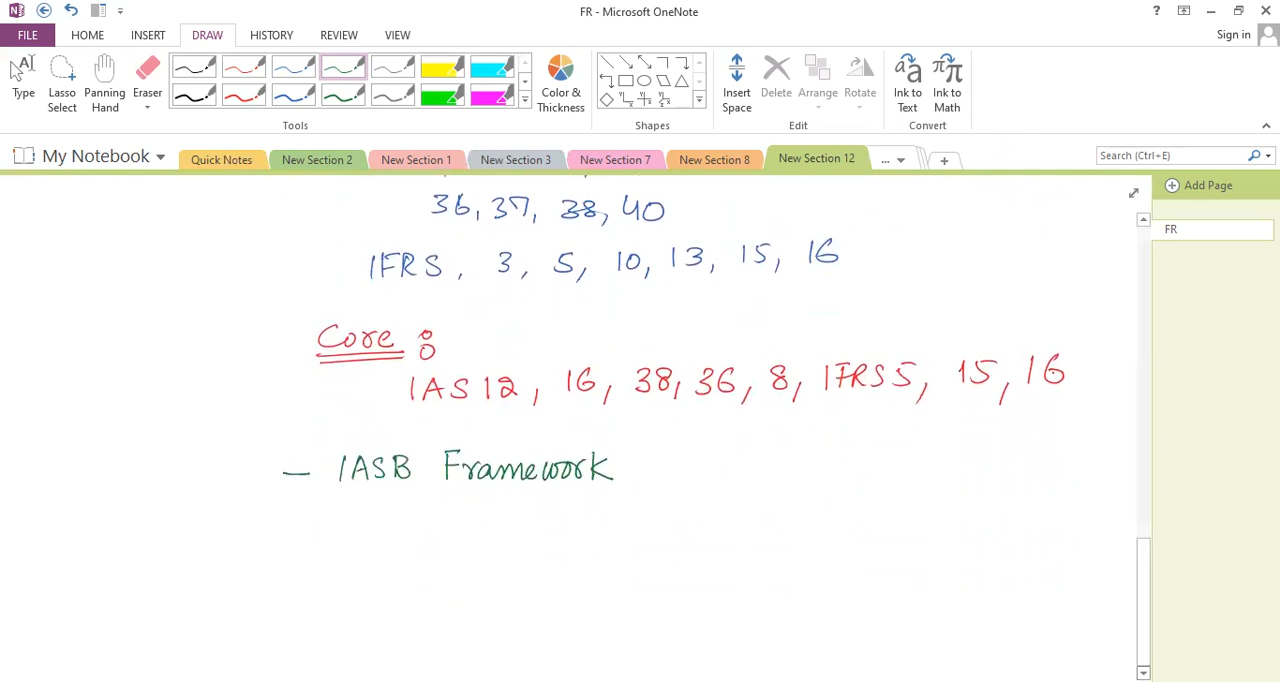 FR - Microsoft OneNote
FILE HOME INSERT DRAW HISTORY REVIEW VIEW Sign in
Type Lasso Select Panning Hand Eraser Color & Thickness Insert Space Delete Arrange Rotate Ink to Text Ink to Math
Tools Shapes Edit Convert
My Notebook Quick Notes New Section 2 New Section 1 New Section 3 New Section 7 New Section 8 New Section 12 ... Search (Ctrl+E)
Add Page
FR
36, 37, 38, 40
IFRS, 3, 5, 10, 13, 15, 16
Core :
IAS 12, 16, 38, 36, 8, IFRS 5, 15, 16
— IASB Framework